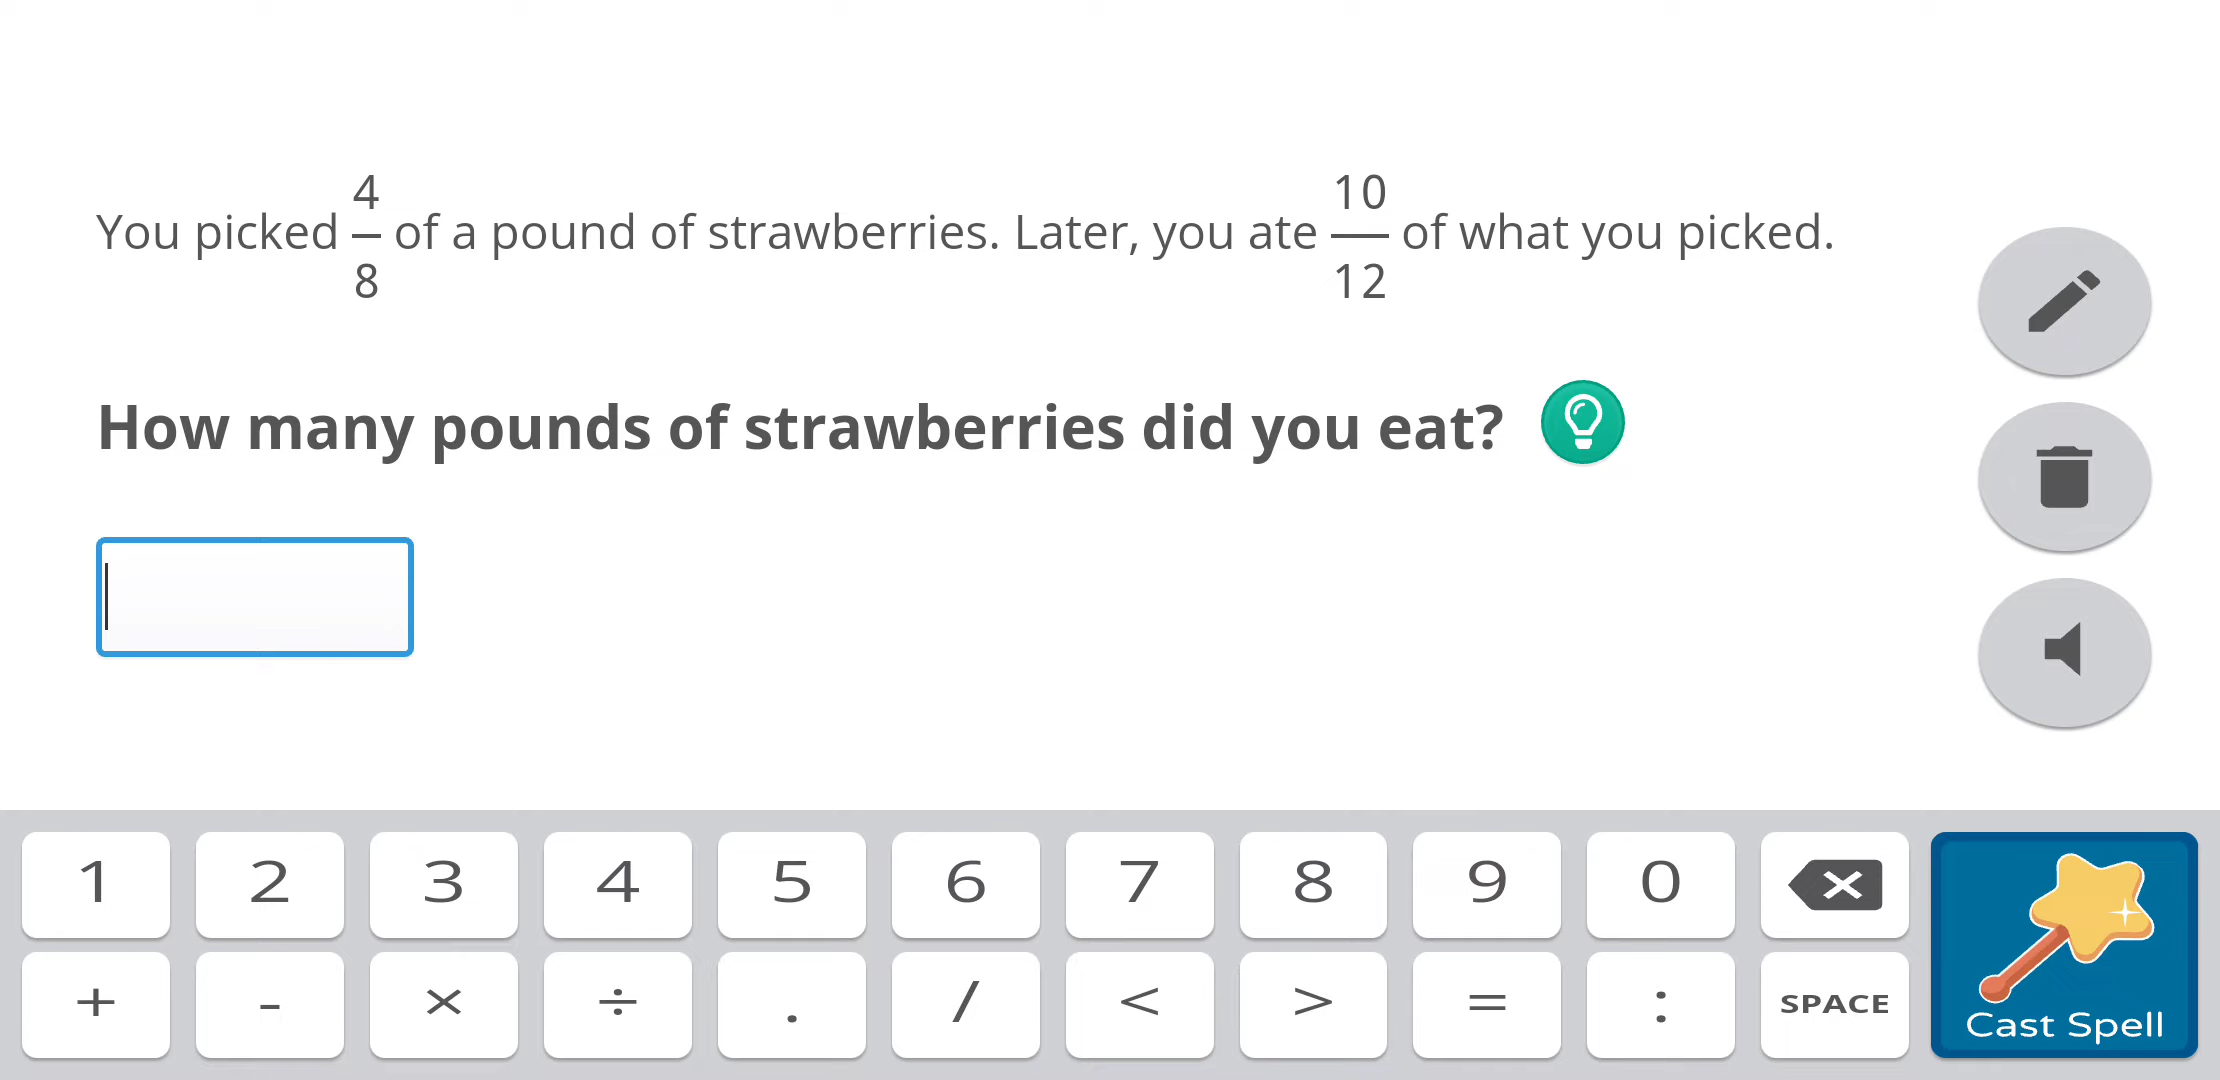 You picked 4/8 of a pound of strawberries. Later, you ate 10/12 of what you picked.
How many pounds of strawberries did you eat?
1 2 3 4 5 6 7 8 9 0
+ - × ÷ . / < > = : SPACE
Cast Spell